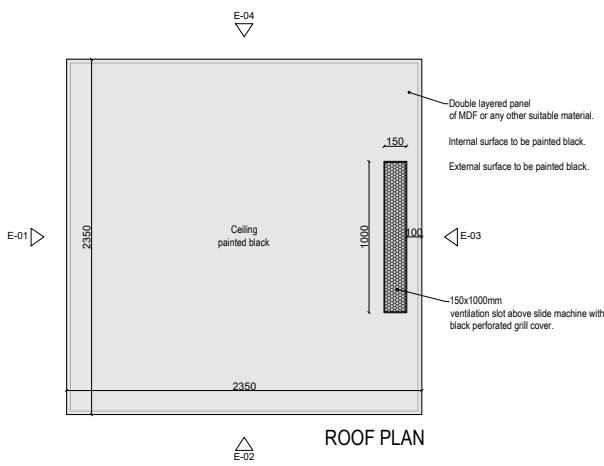 E-04
Double layered panel
of MDF or any other suitable material.
Internal surface to be painted black.
External surface to be painted black.
150
E-01
2350
Ceiling
painted black
1000
100
E-03
150x1000mm
ventilation slot above slide machine with
black perforated grill cover.
2350
ROOF PLAN
E-02